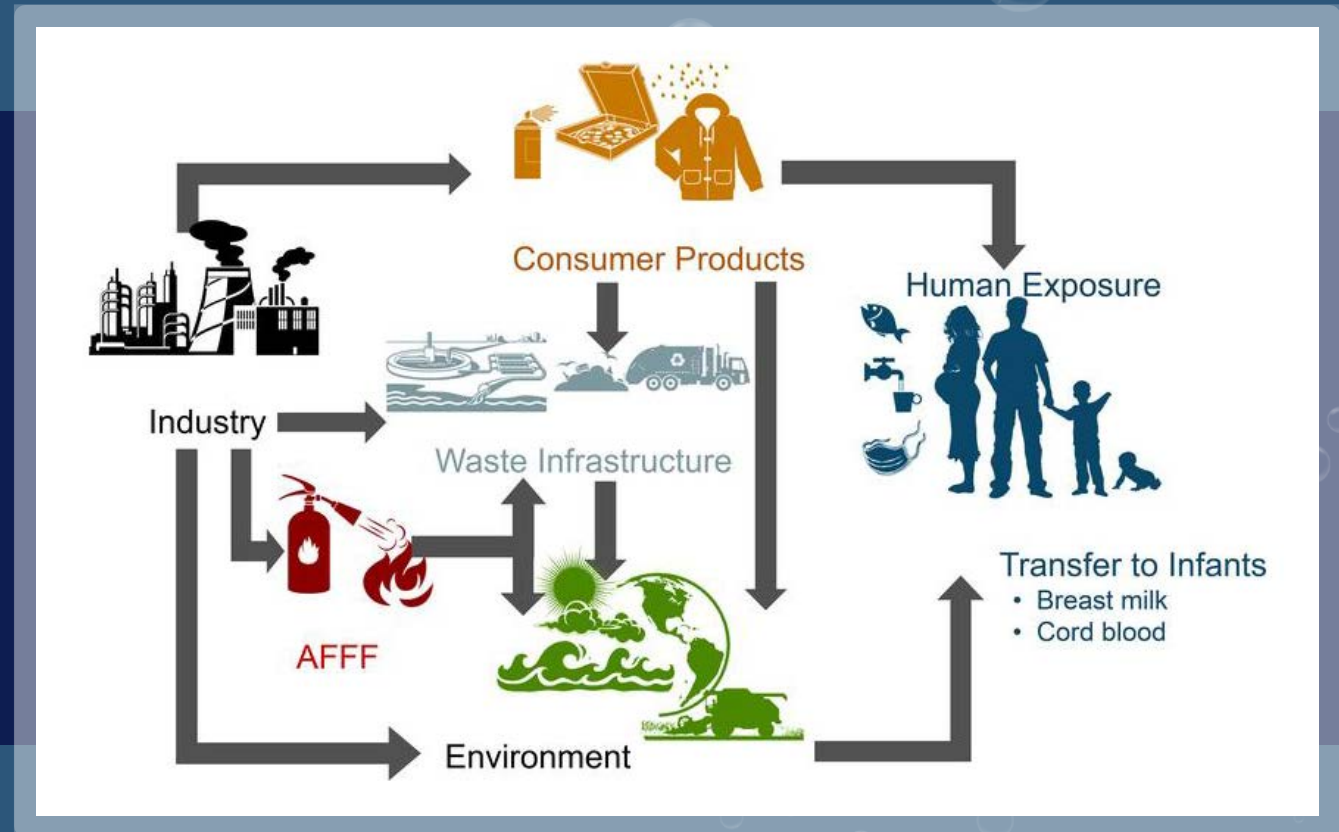 Consumer Products
Human Exposure
Industry
Waste Infrastructure
Transfer to Infants
• Breast milk
• Cord blood
AFFF
Environment